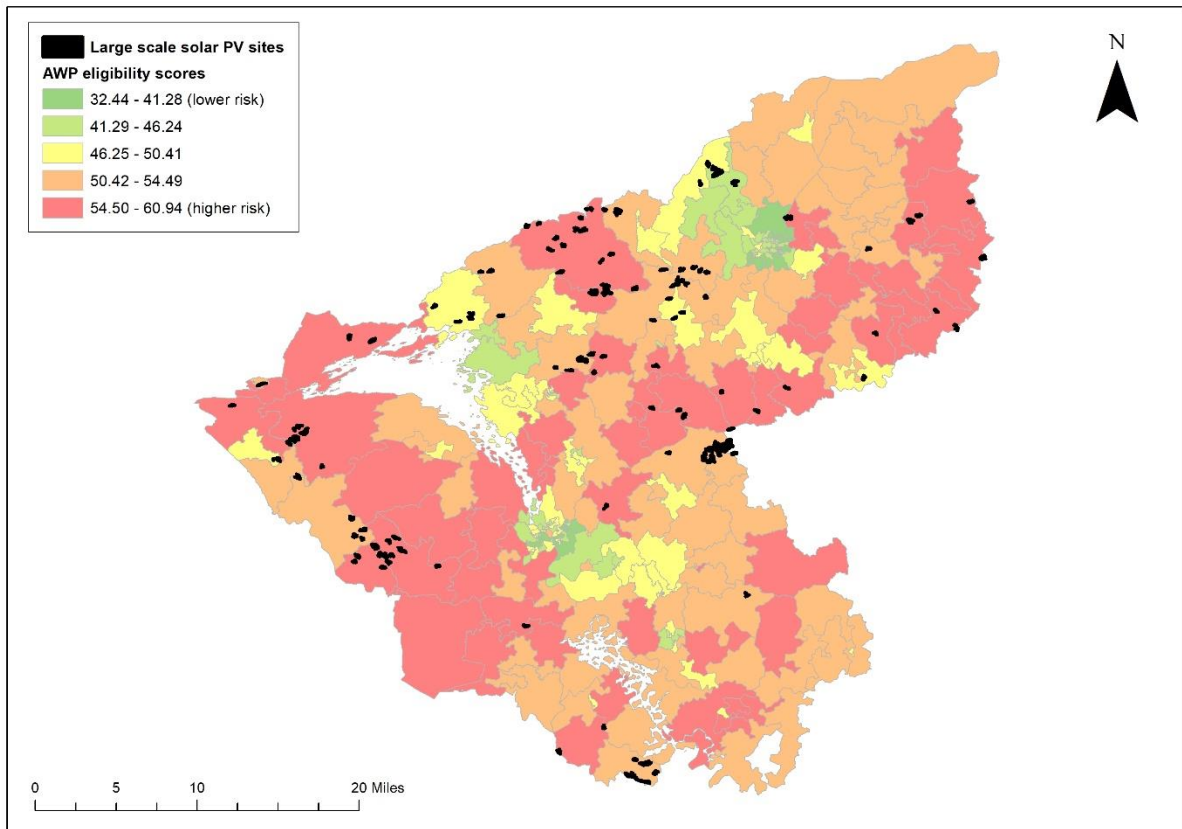 Large scale solar PV sites
AWP eligibility scores
32.44 - 41.28 (lower risk)
41.29 - 46.24
46.25 - 50.41
50.42 - 54.49
54.50 - 60.94 (higher risk)
N
0 5 10 20 Miles